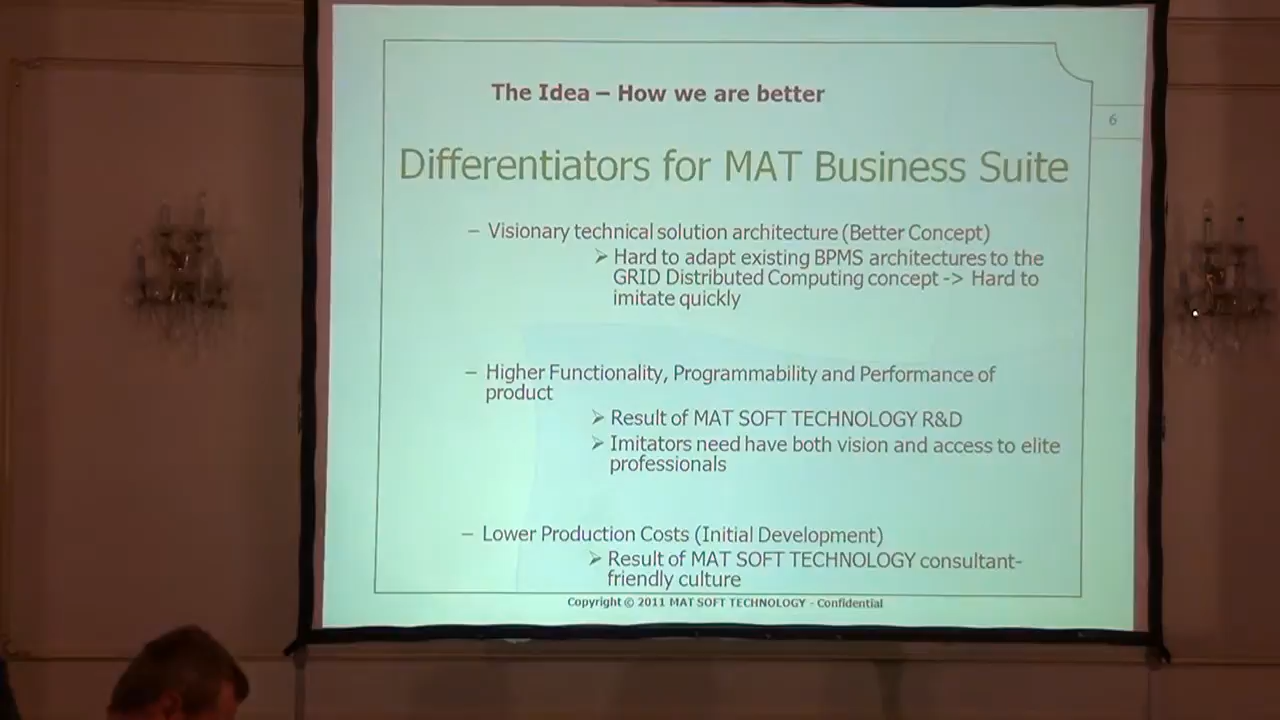 The Idea – How we are better
6
Differentiators for MAT Business Suite
– Visionary technical solution architecture (Better Concept)
➢ Hard to adapt existing BPMS architectures to the
GRID Distributed Computing concept -> Hard to
imitate quickly
– Higher Functionality, Programmability and Performance of
product
➢ Result of MAT SOFT TECHNOLOGY R&D
➢ Imitators need have both vision and access to elite
professionals
– Lower Production Costs (Initial Development)
➢ Result of MAT SOFT TECHNOLOGY consultant-
friendly culture
Copyright © 2011 MAT SOFT TECHNOLOGY - Confidential